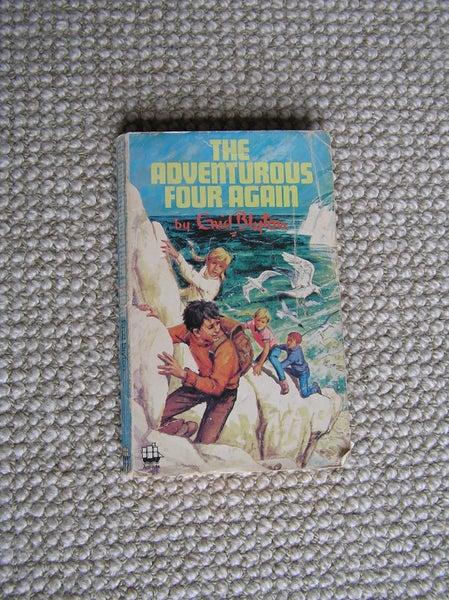 THE
ADVENTUROUS
FOUR AGAIN
by Enid Blyton